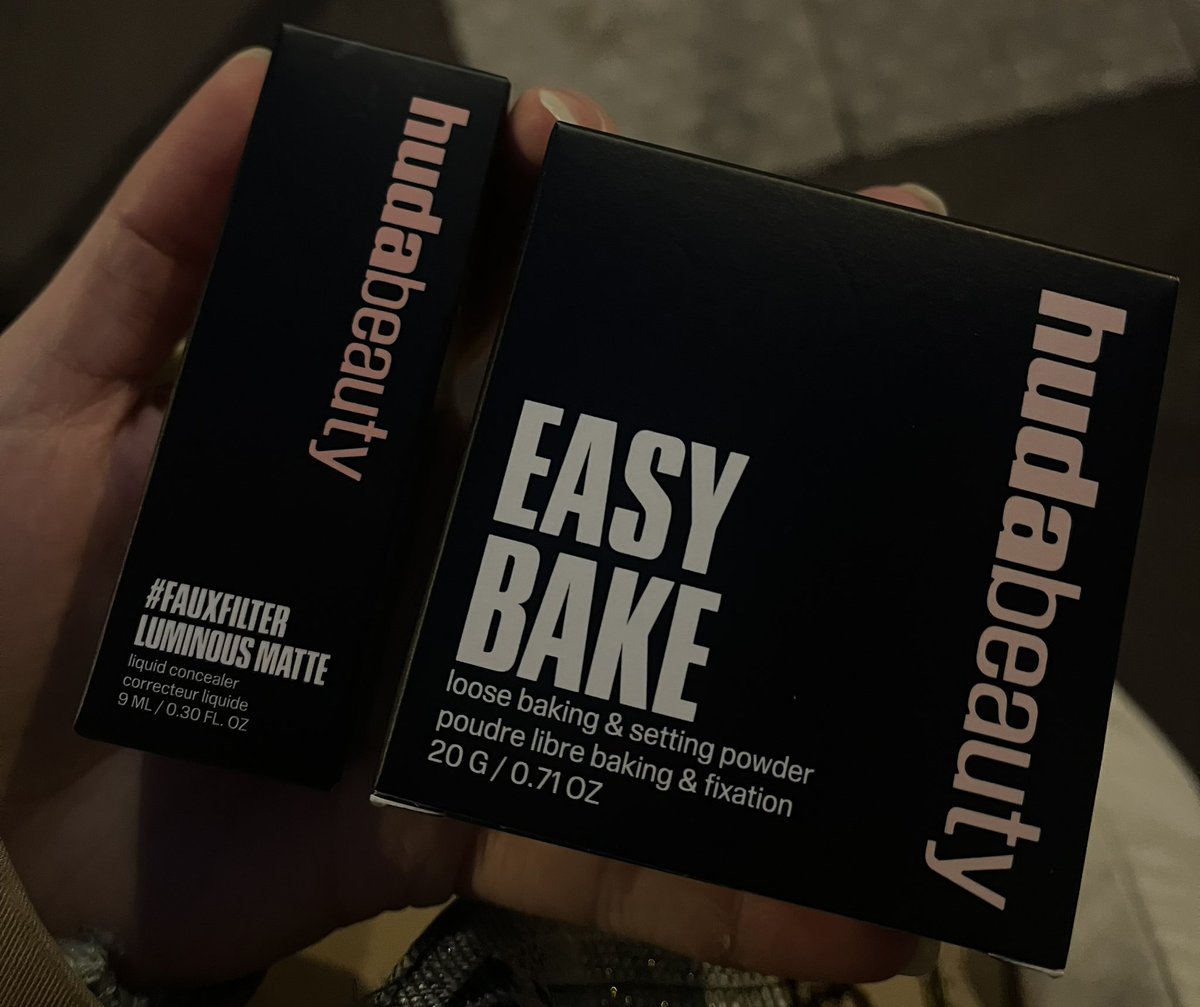 hudabeauty
#FAUXFILTER
LUMINOUS MATTE
liquid concealer
correcteur liquide
9 ML / 0.30 FL. OZ
hudabeauty
EASY
BAKE
loose baking & setting powder
poudre libre baking & fixation
20 G / 0.71 OZ